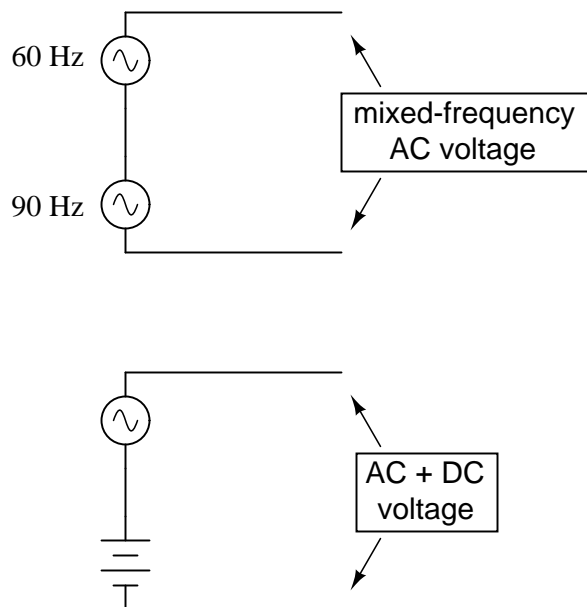 60 Hz
mixed-frequency
AC voltage
90 Hz
AC + DC
voltage